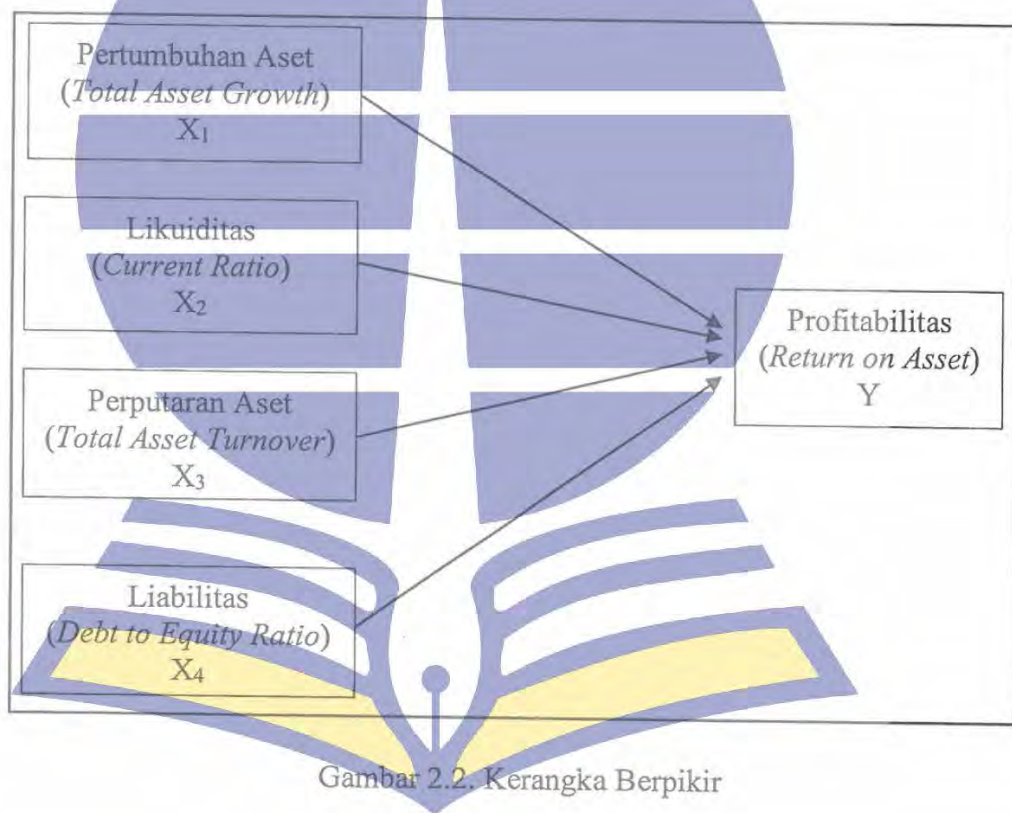 Pertumbuhan Aset
(Total Asset Growth)
X₁
Likuiditas
(Current Ratio)
X₂
Perputaran Aset
(Total Asset Turnover)
X₃
Liabilitas
(Debt to Equity Ratio)
X₄
Profitabilitas
(Return on Asset)
Y
Gambar 2.2. Kerangka Berpikir